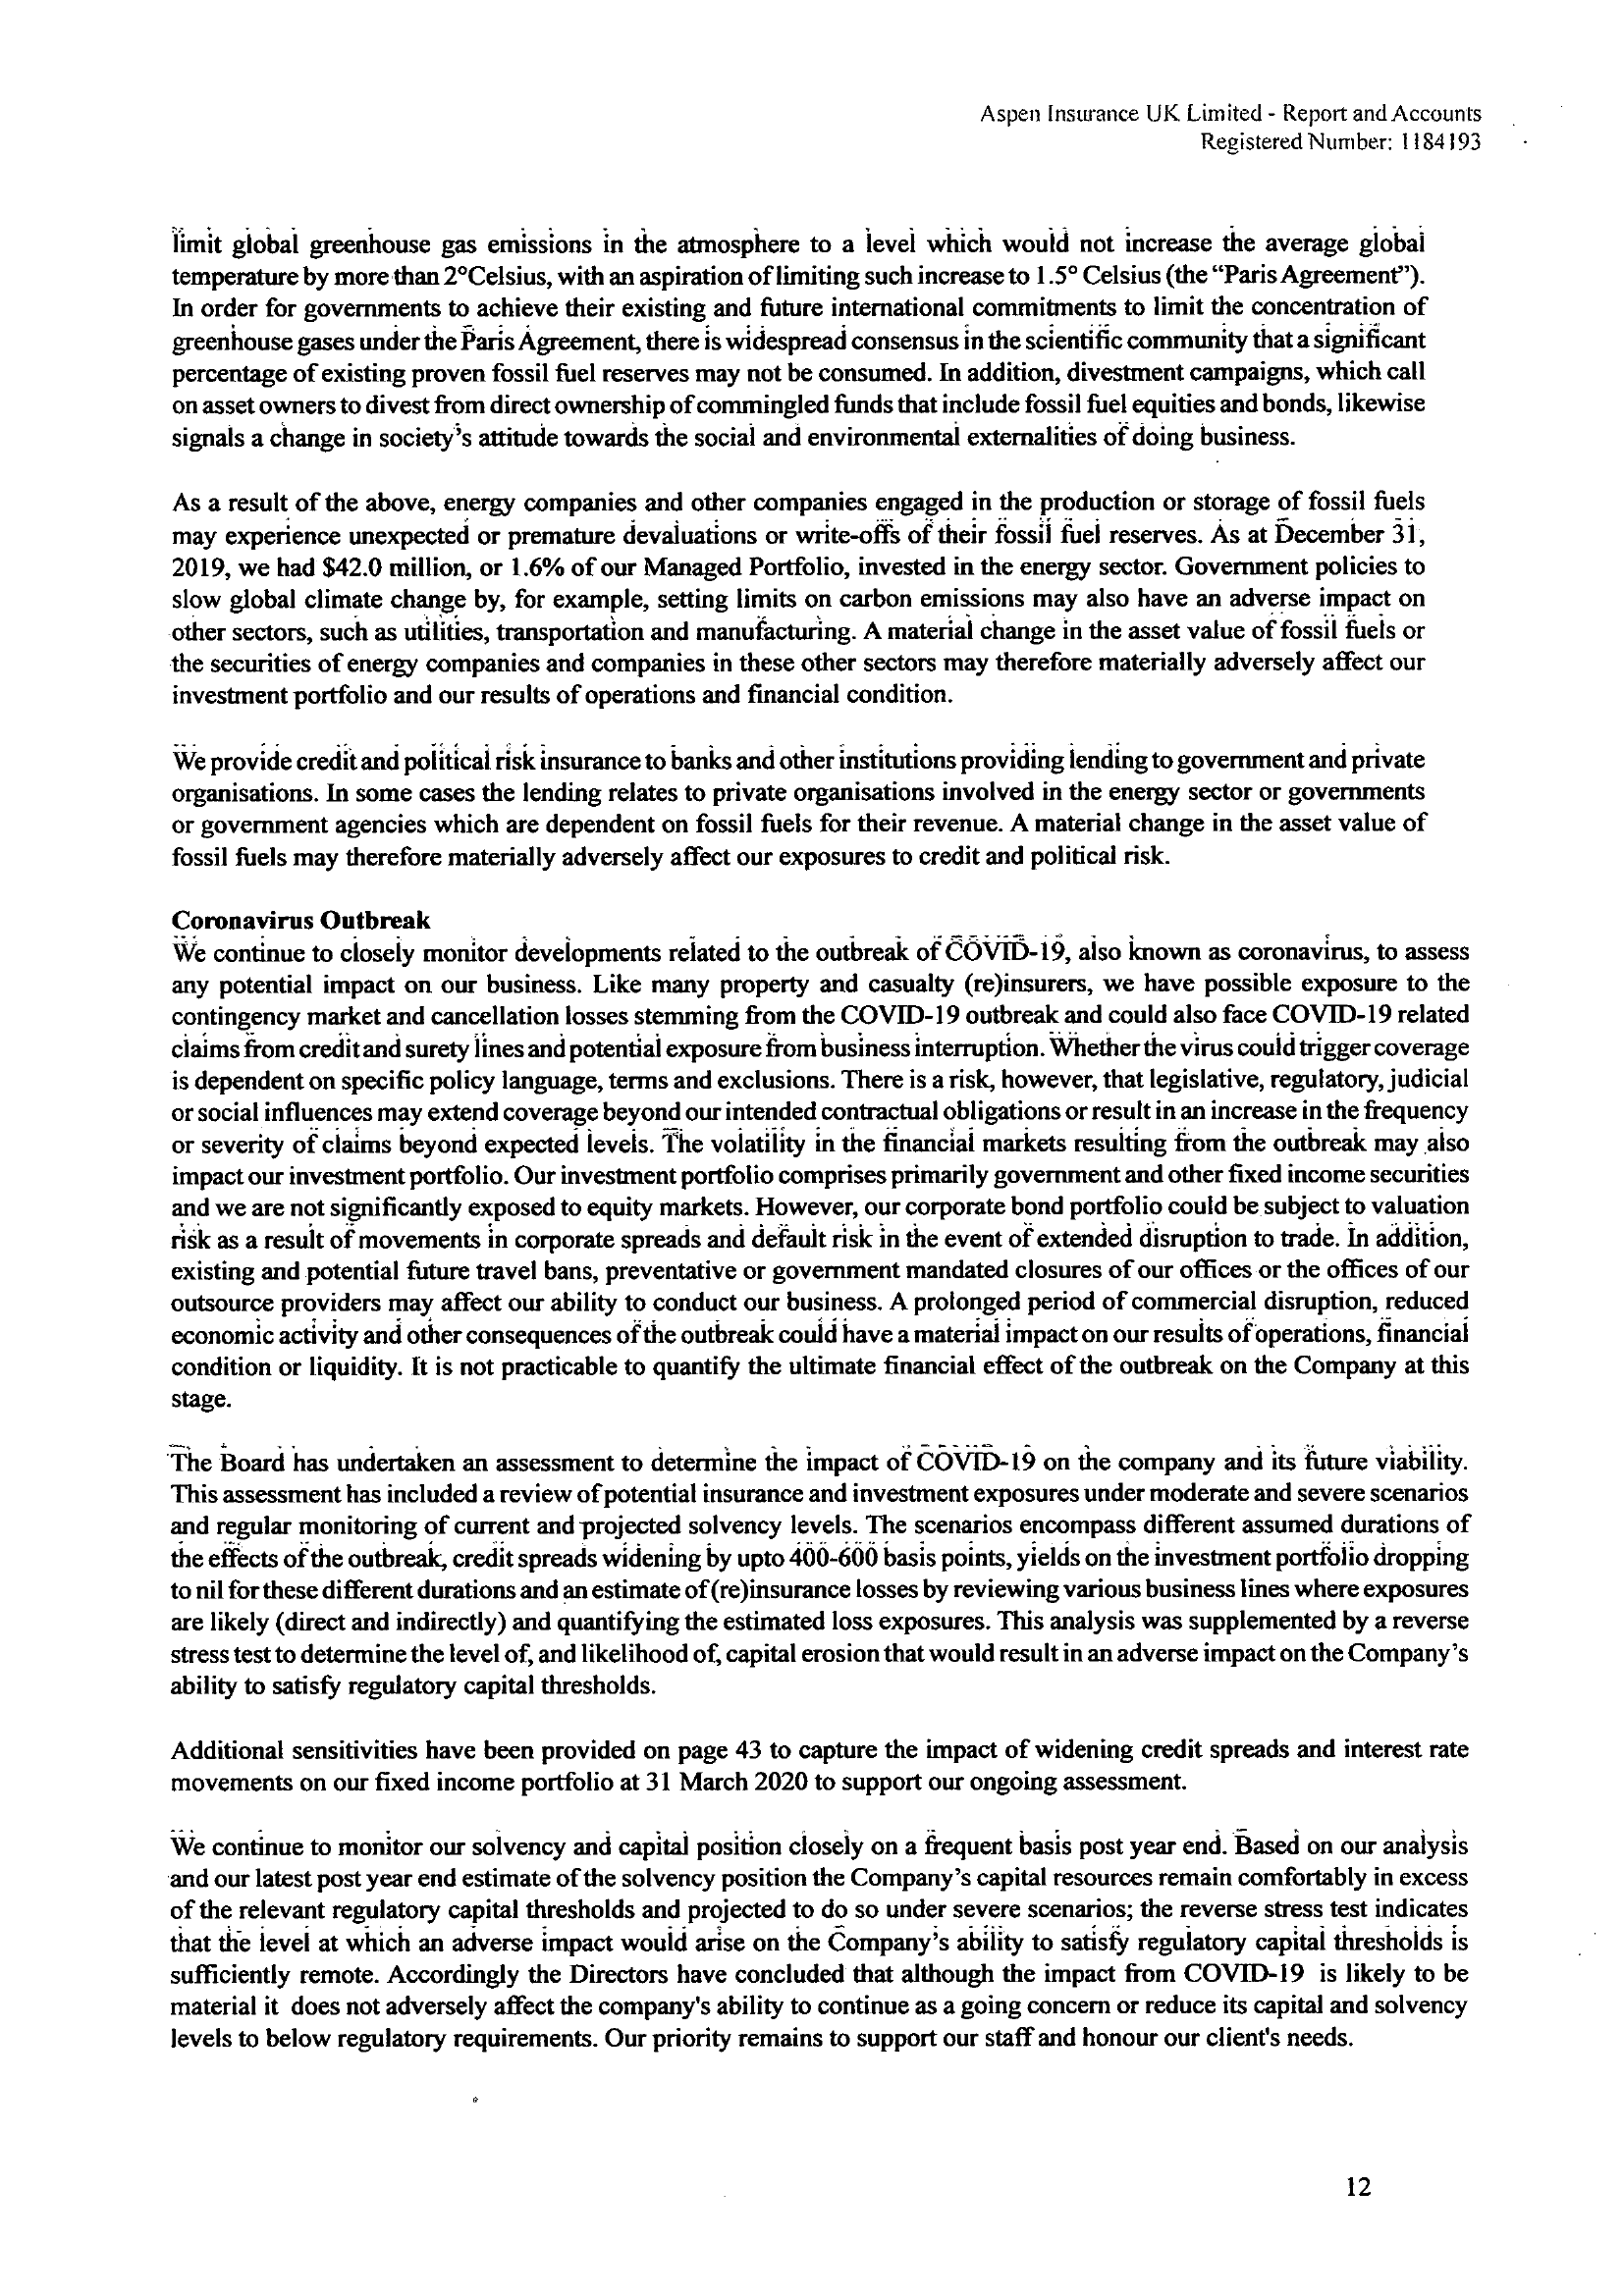 Aspen Insurance UK Limited - Report and Accounts
Registered Number: 1184193
limit global greenhouse gas emissions in the atmosphere to a level which would not increase the average global
temperature by more than 2°Celsius, with an aspiration of limiting such increase to 1.5° Celsius (the “Paris Agreement”).
In order for governments to achieve their existing and future international commitments to limit the concentration of
greenhouse gases under the Paris Agreement, there is widespread consensus in the scientific community that a significant
percentage of existing proven fossil fuel reserves may not be consumed. In addition, divestment campaigns, which call
on asset owners to divest from direct ownership of commingled funds that include fossil fuel equities and bonds, likewise
signals a change in society’s attitude towards the social and environmental externalities of doing business.
As a result of the above, energy companies and other companies engaged in the production or storage of fossil fuels
may experience unexpected or premature devaluations or write-offs of their fossil fuel reserves. As at December 31,
2019, we had $42.0 million, or 1.6% of our Managed Portfolio, invested in the energy sector. Government policies to
slow global climate change by, for example, setting limits on carbon emissions may also have an adverse impact on
other sectors, such as utilities, transportation and manufacturing. A material change in the asset value of fossil fuels or
the securities of energy companies and companies in these other sectors may therefore materially adversely affect our
investment portfolio and our results of operations and financial condition.
We provide credit and political risk insurance to banks and other institutions providing lending to government and private
organisations. In some cases the lending relates to private organisations involved in the energy sector or governments
or government agencies which are dependent on fossil fuels for their revenue. A material change in the asset value of
fossil fuels may therefore materially adversely affect our exposures to credit and political risk.
Coronavirus Outbreak
We continue to closely monitor developments related to the outbreak of COVID-19, also known as coronavirus, to assess
any potential impact on our business. Like many property and casualty (re)insurers, we have possible exposure to the
contingency market and cancellation losses stemming from the COVID-19 outbreak and could also face COVID-19 related
claims from credit and surety lines and potential exposure from business interruption. Whether the virus could trigger coverage
is dependent on specific policy language, terms and exclusions. There is a risk, however, that legislative, regulatory, judicial
or social influences may extend coverage beyond our intended contractual obligations or result in an increase in the frequency
or severity of claims beyond expected levels. The volatility in the financial markets resulting from the outbreak may also
impact our investment portfolio. Our investment portfolio comprises primarily government and other fixed income securities
and we are not significantly exposed to equity markets. However, our corporate bond portfolio could be subject to valuation
risk as a result of movements in corporate spreads and default risk in the event of extended disruption to trade. In addition,
existing and potential future travel bans, preventative or government mandated closures of our offices or the offices of our
outsource providers may affect our ability to conduct our business. A prolonged period of commercial disruption, reduced
economic activity and other consequences of the outbreak could have a material impact on our results of operations, financial
condition or liquidity. It is not practicable to quantify the ultimate financial effect of the outbreak on the Company at this
stage.
The Board has undertaken an assessment to determine the impact of COVID-19 on the company and its future viability.
This assessment has included a review of potential insurance and investment exposures under moderate and severe scenarios
and regular monitoring of current and projected solvency levels. The scenarios encompass different assumed durations of
the effects of the outbreak, credit spreads widening by upto 400-600 basis points, yields on the investment portfolio dropping
to nil for these different durations and an estimate of (re)insurance losses by reviewing various business lines where exposures
are likely (direct and indirectly) and quantifying the estimated loss exposures. This analysis was supplemented by a reverse
stress test to determine the level of, and likelihood of, capital erosion that would result in an adverse impact on the Company’s
ability to satisfy regulatory capital thresholds.
Additional sensitivities have been provided on page 43 to capture the impact of widening credit spreads and interest rate
movements on our fixed income portfolio at 31 March 2020 to support our ongoing assessment.
We continue to monitor our solvency and capital position closely on a frequent basis post year end. Based on our analysis
and our latest post year end estimate of the solvency position the Company’s capital resources remain comfortably in excess
of the relevant regulatory capital thresholds and projected to do so under severe scenarios; the reverse stress test indicates
that the level at which an adverse impact would arise on the Company’s ability to satisfy regulatory capital thresholds is
sufficiently remote. Accordingly the Directors have concluded that although the impact from COVID-19 is likely to be
material it does not adversely affect the company's ability to continue as a going concern or reduce its capital and solvency
levels to below regulatory requirements. Our priority remains to support our staff and honour our client's needs.
12